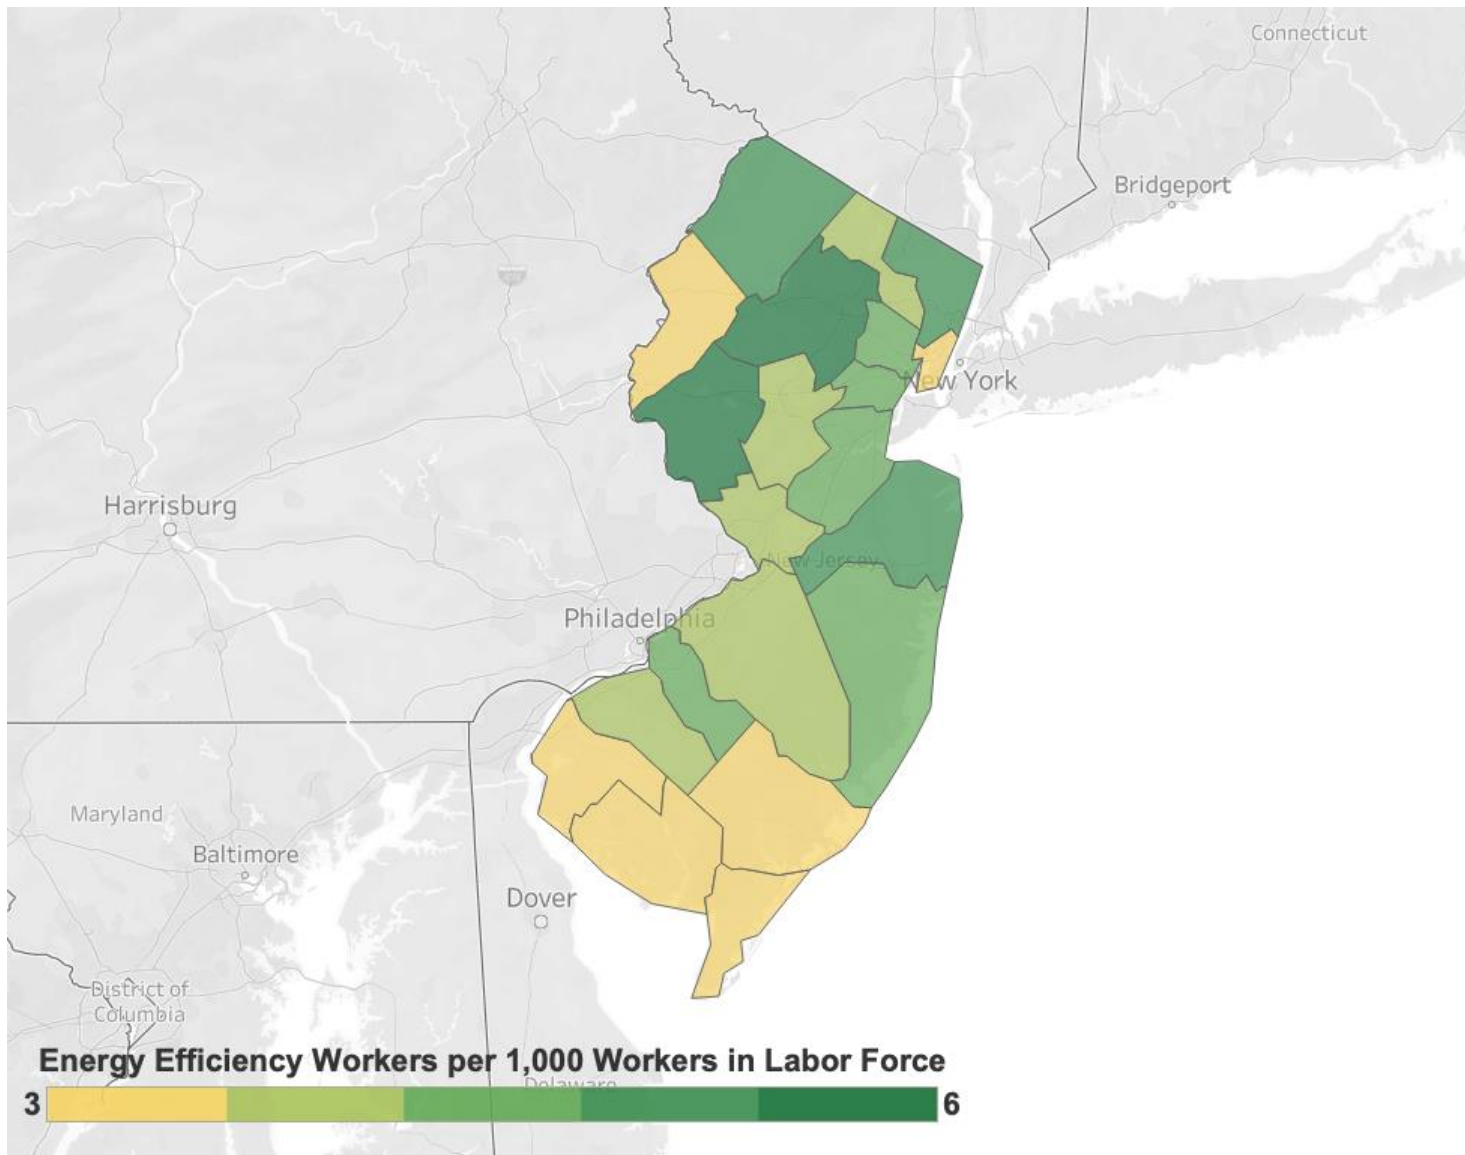 Connecticut
Bridgeport
New York
Harrisburg
New Jersey
Philadelphia
Maryland
Baltimore
Dover
District of
Columbia
Energy Efficiency Workers per 1,000 Workers in Labor Force
Delaware
3
6